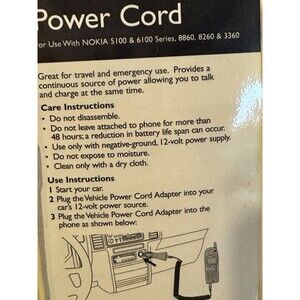 Power Cord
For Use With NOKIA 5100 & 6100 Series, 8860, 8260 & 3360
Great for travel and emergency use. Provides a
continuous source of power allowing you to talk
and charge at the same time.
Care Instructions
• Do not disassemble.
• Do not leave attached to phone for more than
48 hours; a reduction in battery life span can occur.
• Use only with negative-ground, 12-volt power supply.
• Do not expose to moisture.
• Clean only with a dry cloth.
Use Instructions
1 Start your car.
2 Plug the Vehicle Power Cord Adapter into your
car's 12-volt power source.
3 Plug the Vehicle Power Cord Adapter into the
phone as shown below: